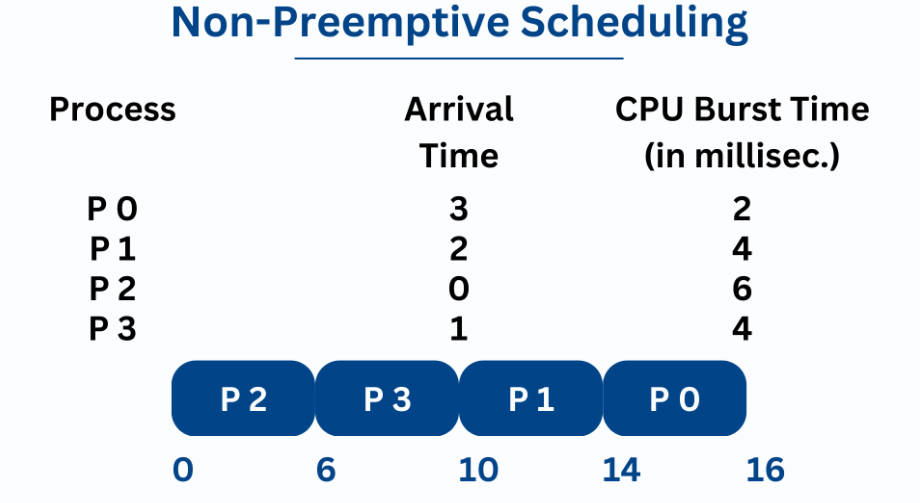 Non-Preemptive Scheduling
Process Arrival Time CPU Burst Time (in millisec.)
P 0 3 2
P 1 2 4
P 2 0 6
P 3 1 4
P 2 P 3 P 1 P 0
0 6 10 14 16